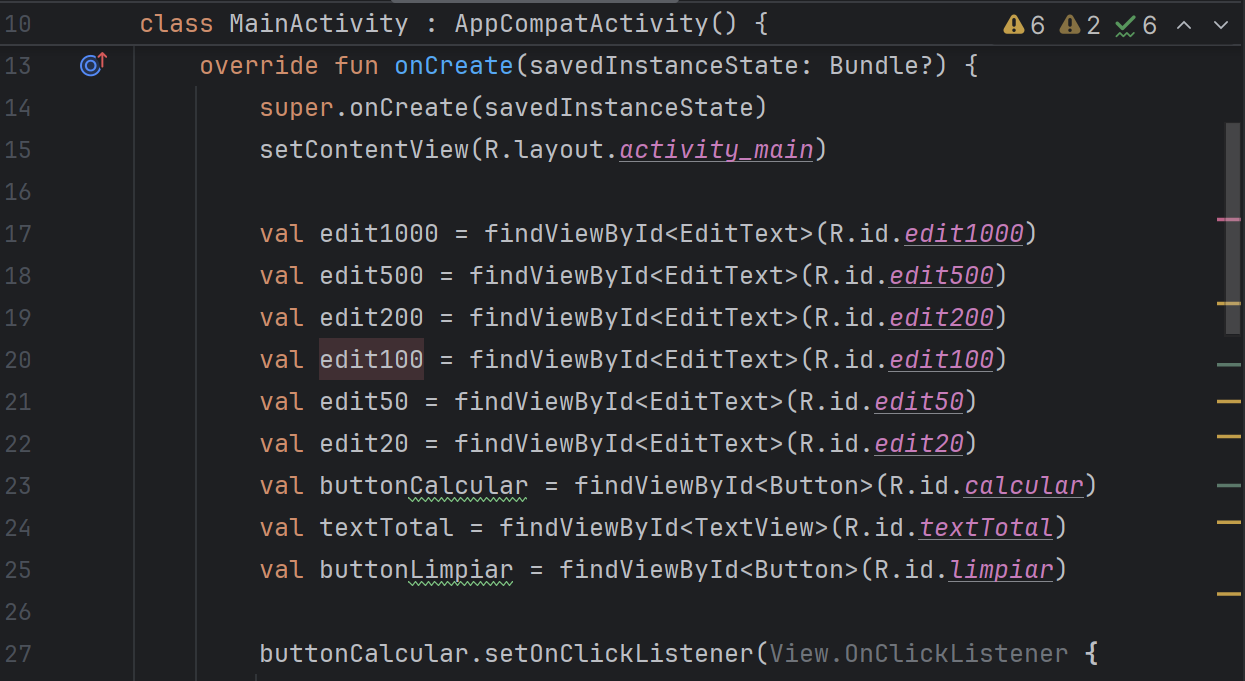 10 class MainActivity : AppCompatActivity() { 6 2 6
13 override fun onCreate(savedInstanceState: Bundle?) {
14 super.onCreate(savedInstanceState)
15 setContentView(R.layout.activity_main)
16
17 val edit1000 = findViewById<EditText>(R.id.edit1000)
18 val edit500 = findViewById<EditText>(R.id.edit500)
19 val edit200 = findViewById<EditText>(R.id.edit200)
20 val edit100 = findViewById<EditText>(R.id.edit100)
21 val edit50 = findViewById<EditText>(R.id.edit50)
22 val edit20 = findViewById<EditText>(R.id.edit20)
23 val buttonCalcular = findViewById<Button>(R.id.calcular)
24 val textTotal = findViewById<TextView>(R.id.textTotal)
25 val buttonLimpiar = findViewById<Button>(R.id.limpiar)
26
27 buttonCalcular.setOnClickListener(View.OnClickListener {